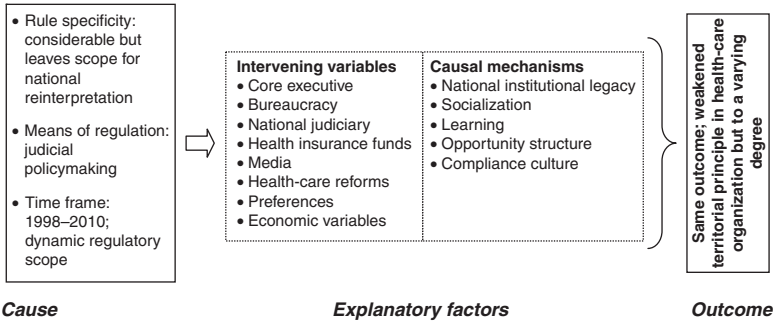 • Rule specificity:
considerable but
leaves scope for
national
reinterpretation
• Means of regulation:
judicial
policymaking
• Time frame:
1998–2010;
dynamic regulatory
scope
Intervening variables
• Core executive
• Bureaucracy
• National judiciary
• Health insurance funds
• Media
• Health-care reforms
• Preferences
• Economic variables
Causal mechanisms
• National institutional legacy
• Socialization
• Learning
• Opportunity structure
• Compliance culture
Same outcome; weakened
territorial principle in health-care
organization but to a varying
degree
Cause
Explanatory factors
Outcome